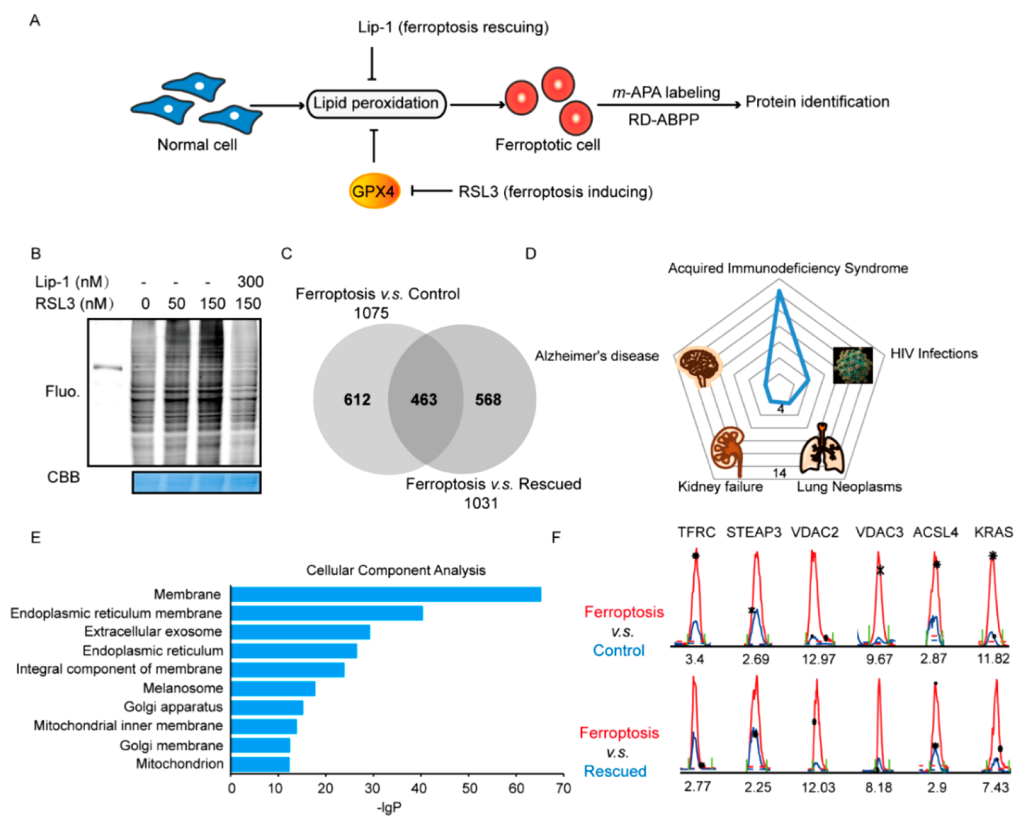 A
Lip-1 (ferroptosis rescuing)
Lipid peroxidation
m-APA labeling
RD-ABPP
Protein identification
Normal cell
Ferroptotic cell
GPX4
RSL3 (ferroptosis inducing)
B
Lip-1 (nM) - - - 300
RSL3 (nM) 0 50 150 150
Fluo.
CBB
C
Ferroptosis v.s. Control
1075
612 463 568
Ferroptosis v.s. Rescued
1031
D
Acquired Immunodeficiency Syndrome
Alzheimer's disease
HIV Infections
4
14
Kidney failure
Lung Neoplasms
E
Cellular Component Analysis
Membrane
Endoplasmic reticulum membrane
Extracellular exosome
Endoplasmic reticulum
Integral component of membrane
Melanosome
Golgi apparatus
Mitochondrial inner membrane
Golgi membrane
Mitochondrion
0 10 20 30 40 50 60 70
-lgP
F
TFRC STEAP3 VDAC2 VDAC3 ACSL4 KRAS
Ferroptosis
v.s.
Control
3.4 2.69 12.97 9.67 2.87 11.82
Ferroptosis
v.s.
Rescued
2.77 2.25 12.03 8.18 2.9 7.43